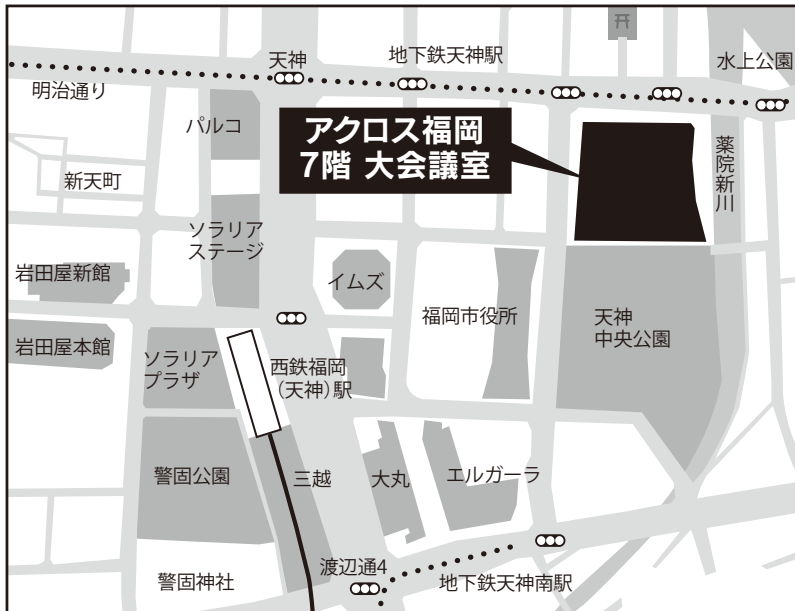 天神
地下鉄天神駅
水上公園
明治通り
パルコ
アクロス福岡
7階 大会議室
薬院新川
新天町
ソラリア
ステージ
岩田屋新館
イムズ
福岡市役所
天神
中央公園
岩田屋本館
ソラリア
プラザ
西鉄福岡
（天神）駅
警固公園
三越
大丸
エルガーラ
渡辺通4
警固神社
地下鉄天神南駅